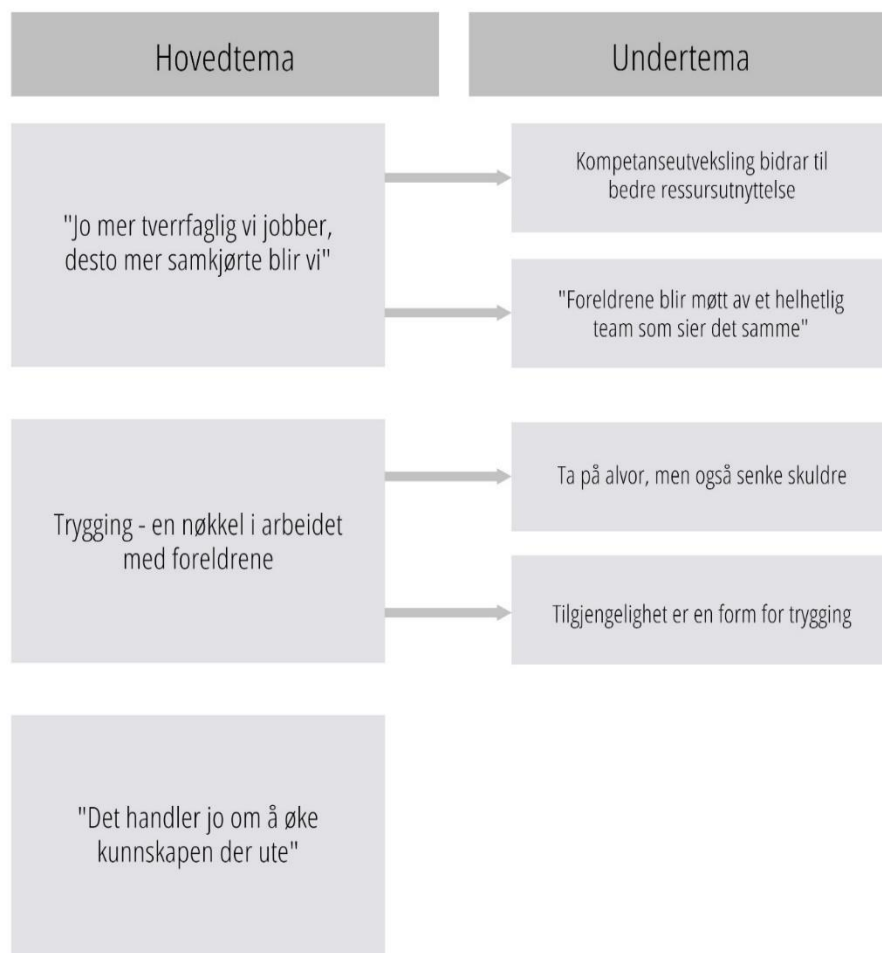 Hovedtema
Undertema
"Jo mer tverrfaglig vi jobber,
desto mer samkjørte blir vi"
Kompetanseutveksling bidrar til
bedre ressursutnyttelse
"Foreldrene blir møtt av et helhetlig
team som sier det samme"
Trygging - en nøkkel i arbeidet
med foreldrene
Ta på alvor, men også senke skuldre
Tilgjengelighet er en form for trygging
"Det handler jo om å øke
kunnskapen der ute"